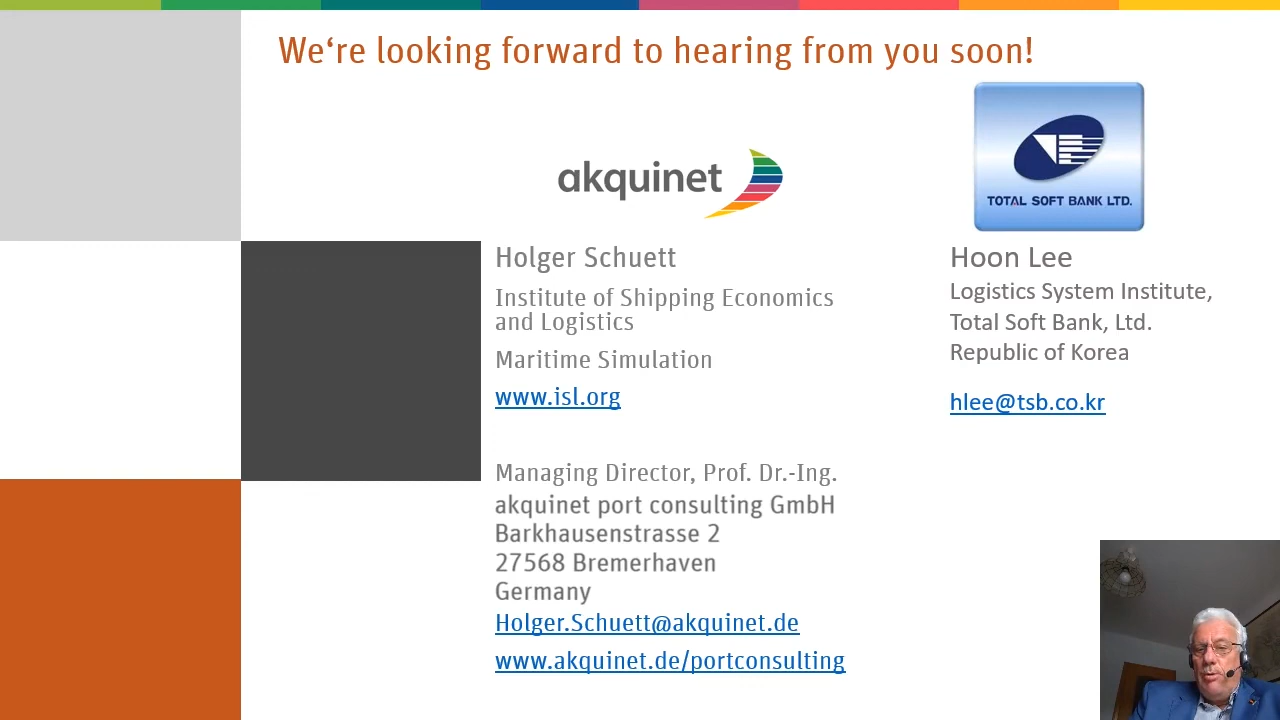 We‘re looking forward to hearing from you soon!
akquinet
TOTAL SOFT BANK LTD.
Holger Schuett
Institute of Shipping Economics
and Logistics
Maritime Simulation
www.isl.org
Managing Director, Prof. Dr.-Ing.
akquinet port consulting GmbH
Barkhausenstrasse 2
27568 Bremerhaven
Germany
Holger.Schuett@akquinet.de
www.akquinet.de/portconsulting
Hoon Lee
Logistics System Institute,
Total Soft Bank, Ltd.
Republic of Korea
hlee@tsb.co.kr